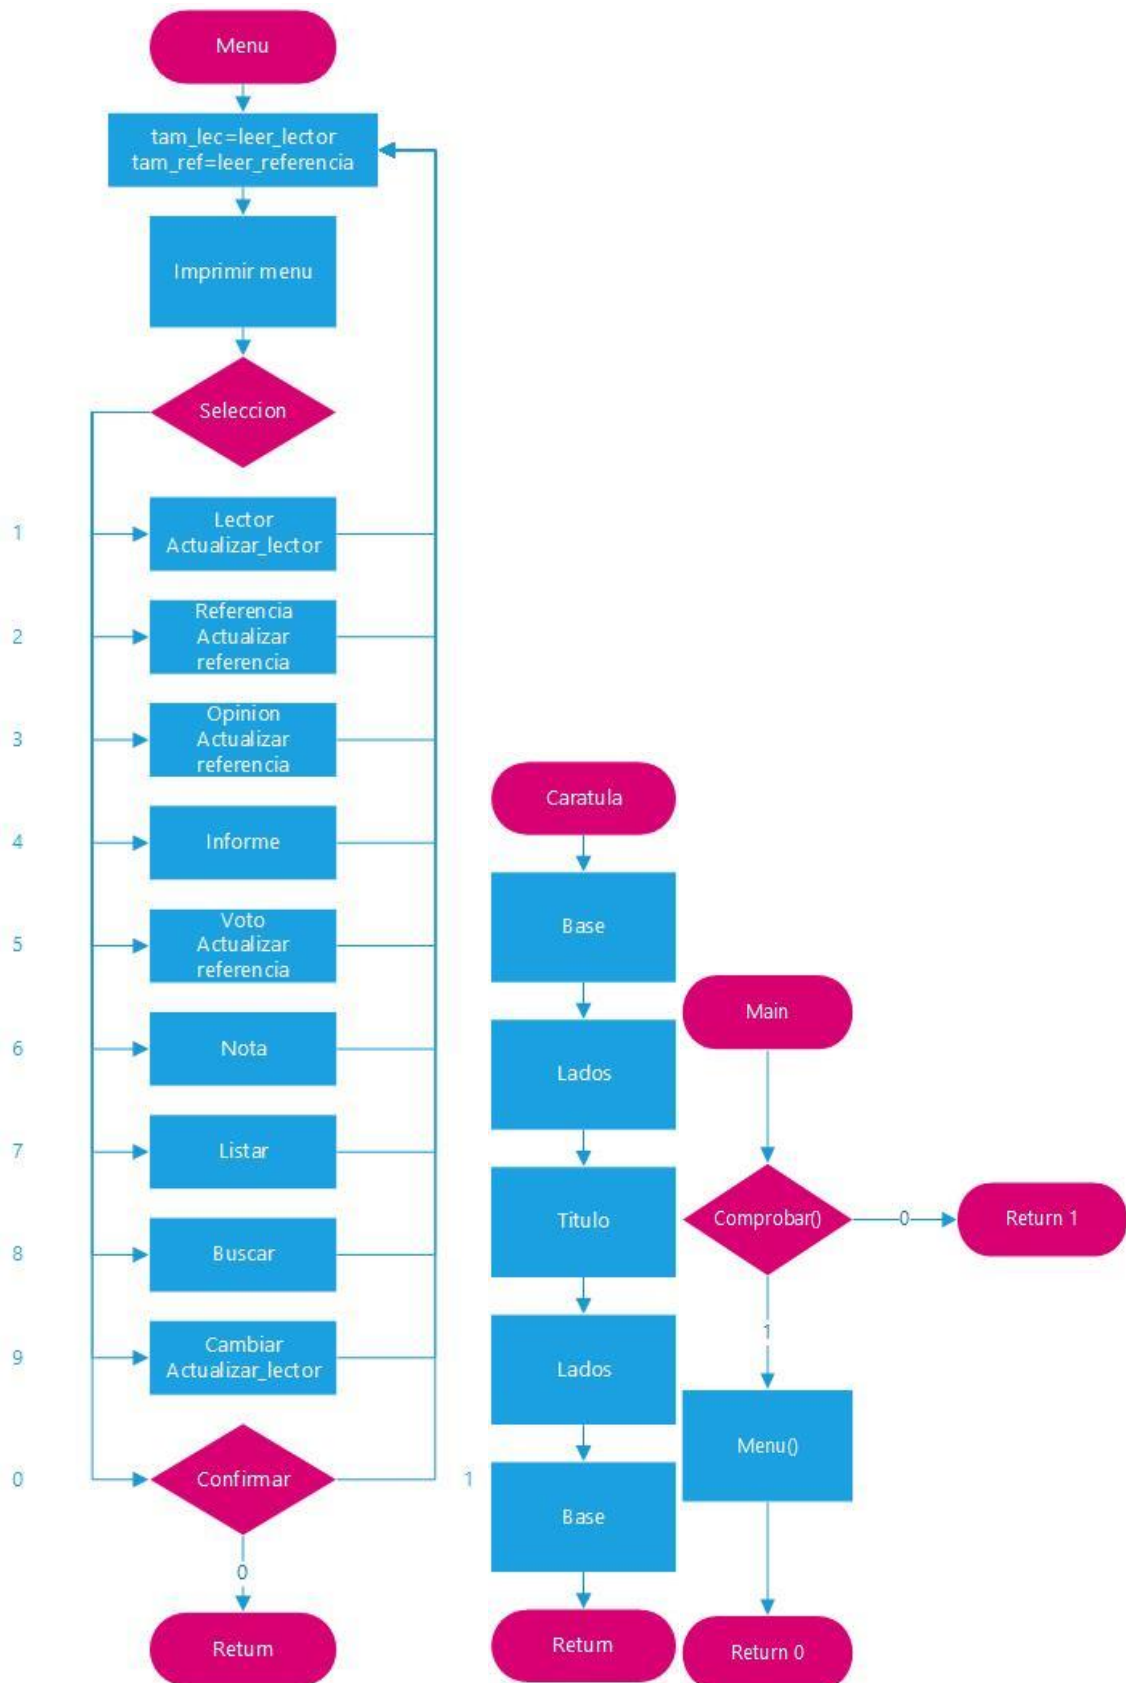 Menu
tam_lec=leer_lector
tam_ref=leer_referencia
Imprimir menu
Seleccion
1
Lector
Actualizar_lector
2
Referencia
Actualizar
referencia
3
Opinion
Actualizar
referencia
4
Informe
5
Voto
Actualizar
referencia
6
Nota
7
Listar
8
Buscar
9
Cambiar
Actualizar_lector
0
Confirmar
1
0
Return
Caratula
Base
Lados
Titulo
Lados
Base
Return
Main
Comprobar()
0
Return 1
1
Menu()
Return 0